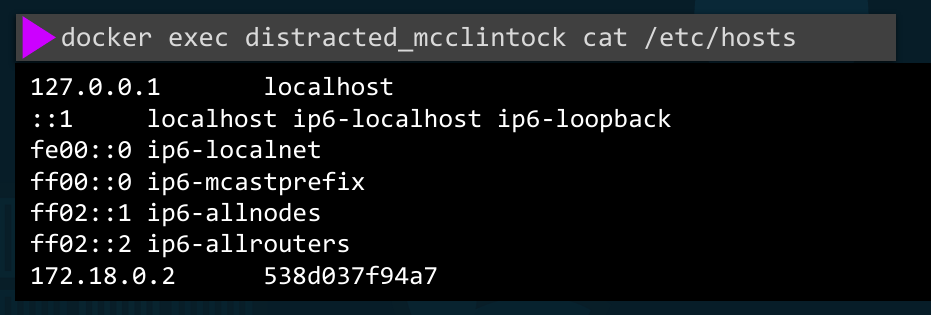 docker exec distracted_mcclintock cat /etc/hosts
127.0.0.1       localhost
::1     localhost ip6-localhost ip6-loopback
fe00::0 ip6-localnet
ff00::0 ip6-mcastprefix
ff02::1 ip6-allnodes
ff02::2 ip6-allrouters
172.18.0.2      538d037f94a7